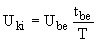 U_ki = U_be t_be/T